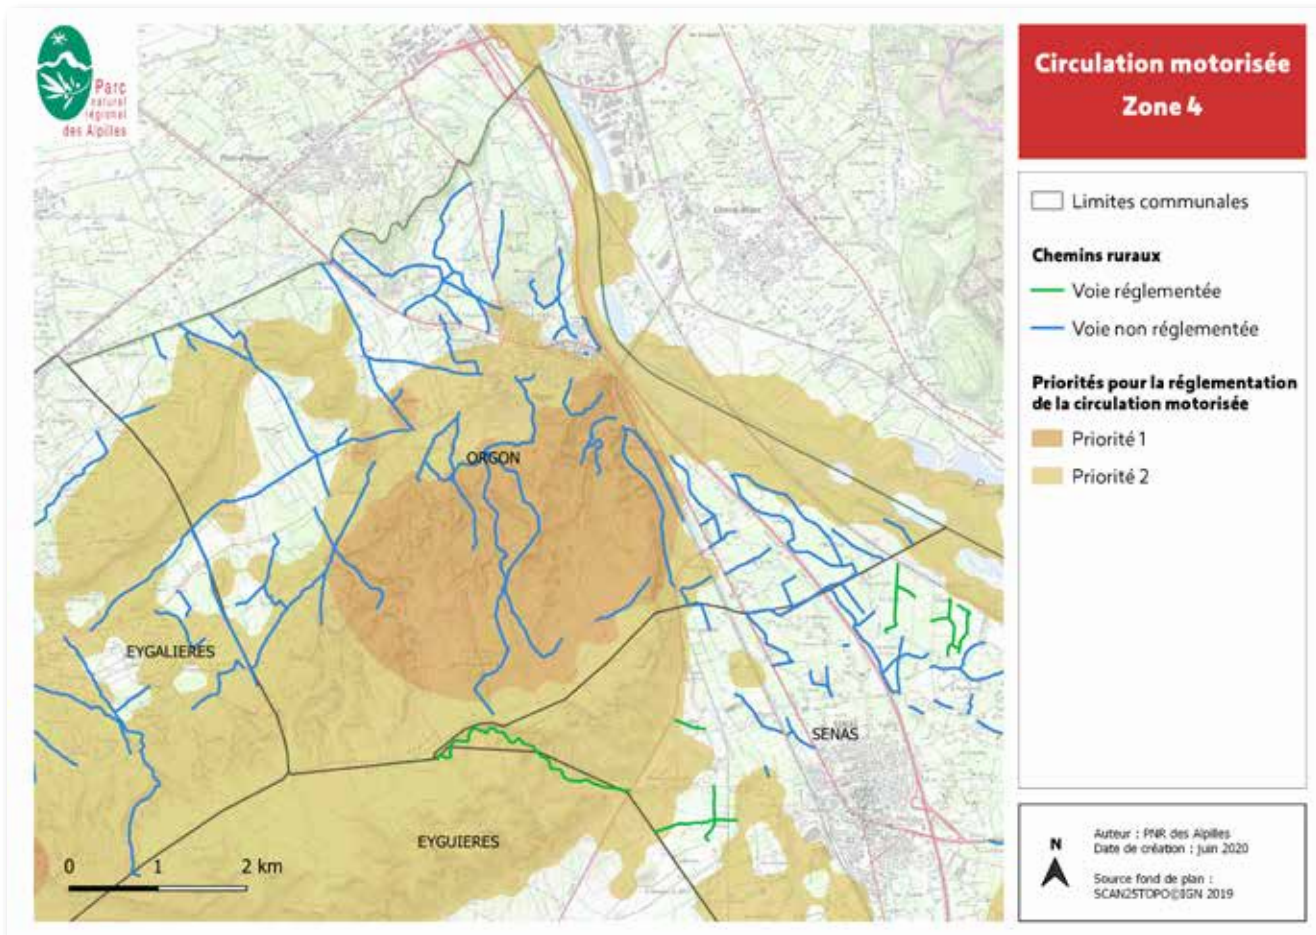 Parc
naturel
régional
des Alpilles
Circulation motorisée
Zone 4
Limites communales
Chemins ruraux
Voie réglementée
Voie non réglementée
Priorités pour la réglementation
de la circulation motorisée
Priorité 1
Priorité 2
ORGON
EYGALIERES
SENAS
EYGUIERES
0 1 2 km
N
Auteur : PNR des Alpilles
Date de création : juin 2020
Source fond de plan :
SCAN25TOPO©IGN 2019